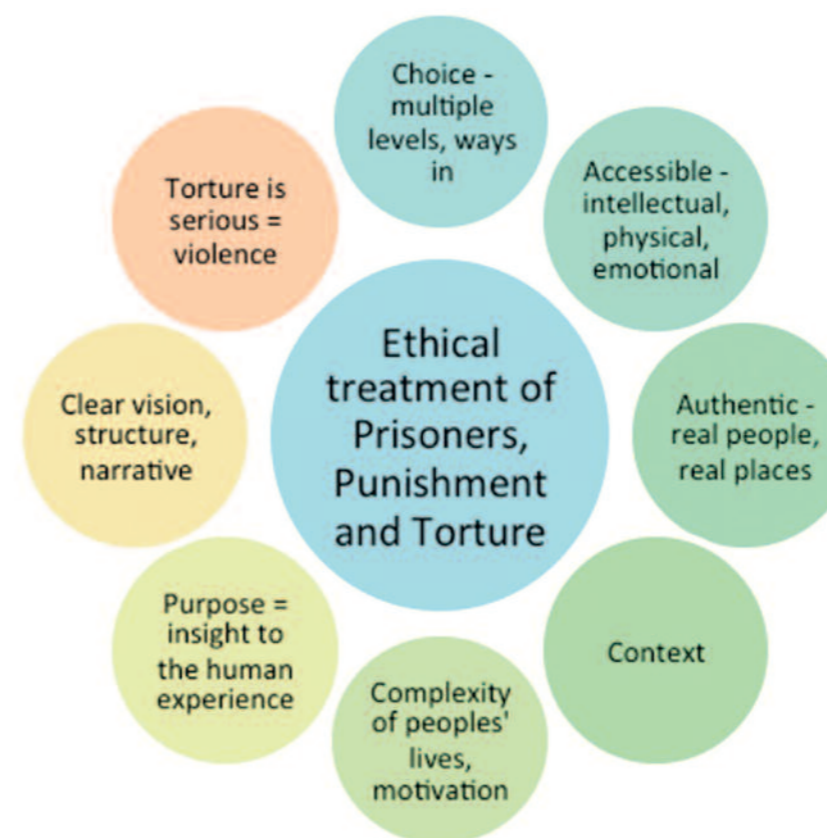 Ethical
treatment of
Prisoners,
Punishment
and Torture
Choice -
multiple
levels, ways
in
Accessible -
intellectual,
physical,
emotional
Authentic -
real people,
real places
Context
Complexity
of peoples'
lives,
motivation
Purpose =
insight to
the human
experience
Clear vision,
structure,
narrative
Torture is
serious =
violence